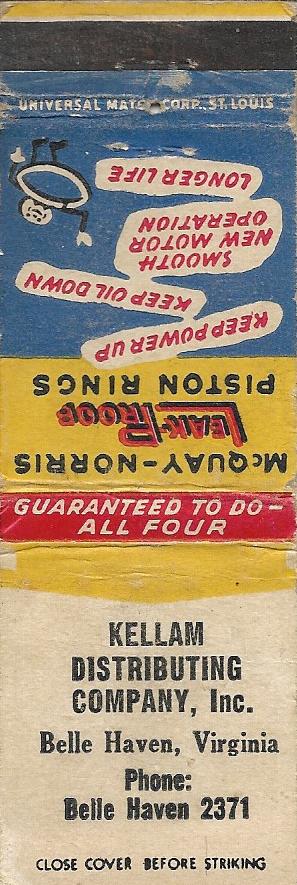 UNIVERSAL MATCH CORP., ST. LOUIS
McQUAY-NORRIS
LEAK-PROOF
PISTON RINGS
KEEP POWER UP
KEEP OIL DOWN
SMOOTH
NEW MOTOR
OPERATION
LONGER LIFE
GUARANTEED TO DO—
ALL FOUR
KELLAM
DISTRIBUTING
COMPANY, Inc.
Belle Haven, Virginia
Phone:
Belle Haven 2371
CLOSE COVER BEFORE STRIKING